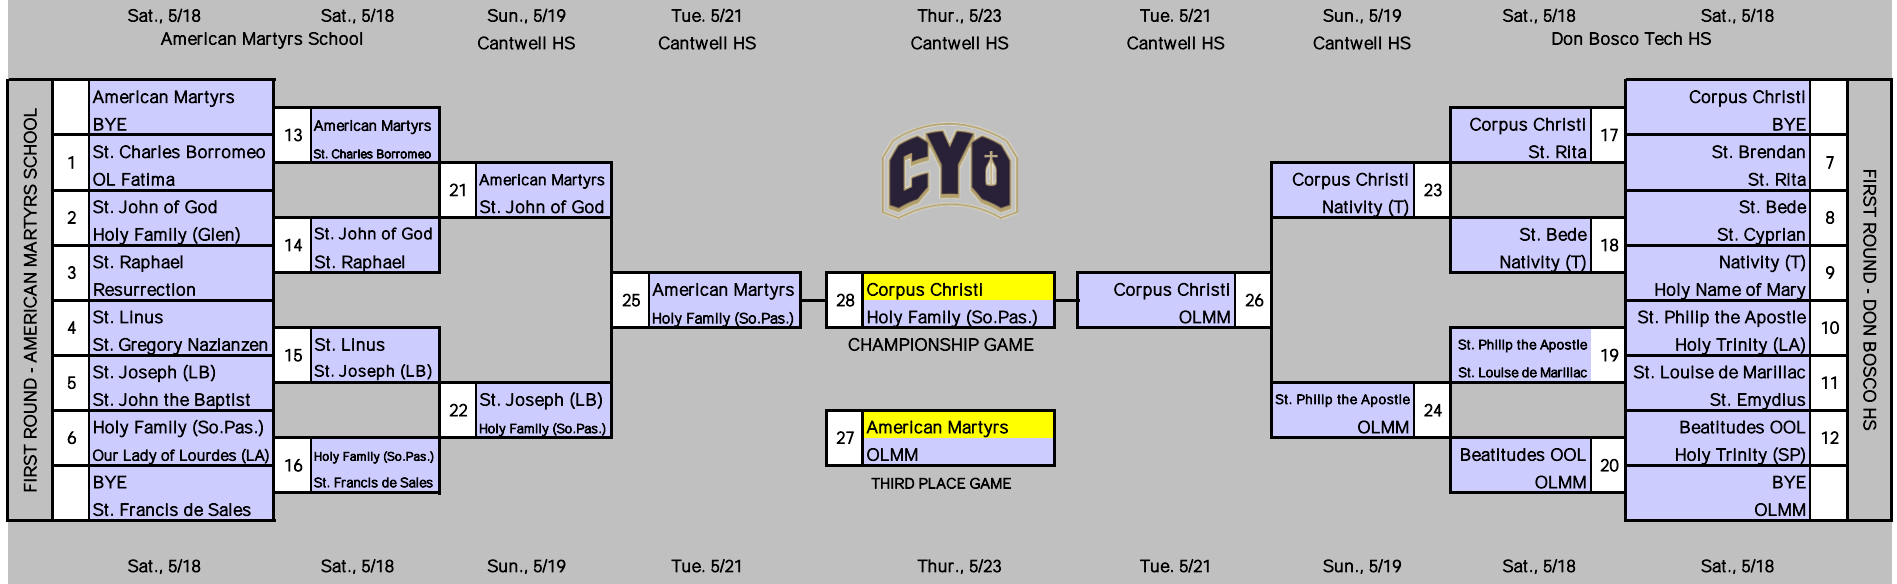 Sat., 5/18
Sat., 5/18
Sun., 5/19
Tue. 5/21
Thur., 5/23
Tue. 5/21
Sun., 5/19
Sat., 5/18
Sat., 5/18
American Martyrs School
Cantwell HS
Cantwell HS
Cantwell HS
Cantwell HS
Cantwell HS
Don Bosco Tech HS
FIRST ROUND - AMERICAN MARTYRS SCHOOL
American Martyrs
BYE
1
St. Charles Borromeo
OL Fatima
2
St. John of God
Holy Family (Glen)
3
St. Raphael
Resurrection
4
St. Linus
St. Gregory Nazianzen
5
St. Joseph (LB)
St. John the Baptist
6
Holy Family (So.Pas.)
Our Lady of Lourdes (LA)
BYE
St. Francis de Sales
13
American Martyrs
St. Charles Borromeo
14
St. John of God
St. Raphael
15
St. Linus
St. Joseph (LB)
16
Holy Family (So.Pas.)
St. Francis de Sales
21
American Martyrs
St. John of God
22
St. Joseph (LB)
Holy Family (So.Pas.)
25
American Martyrs
Holy Family (So.Pas.)
CYO
28
Corpus Christi
Holy Family (So.Pas.)
CHAMPIONSHIP GAME
27
American Martyrs
OLMM
THIRD PLACE GAME
Corpus Christi
OLMM
26
Corpus Christi
Nativity (T)
23
St. Philip the Apostle
OLMM
24
Corpus Christi
St. Rita
17
St. Bede
Nativity (T)
18
St. Philip the Apostle
St. Louise de Marillac
19
Beatitudes OOL
OLMM
20
Corpus Christi
BYE
St. Brendan
St. Rita
7
St. Bede
St. Cyprian
8
Nativity (T)
Holy Name of Mary
9
St. Philip the Apostle
Holy Trinity (LA)
10
St. Louise de Marillac
St. Emydius
11
Beatitudes OOL
Holy Trinity (SP)
12
BYE
OLMM
FIRST ROUND - DON BOSCO HS
Sat., 5/18
Sat., 5/18
Sun., 5/19
Tue. 5/21
Thur., 5/23
Tue. 5/21
Sun., 5/19
Sat., 5/18
Sat., 5/18